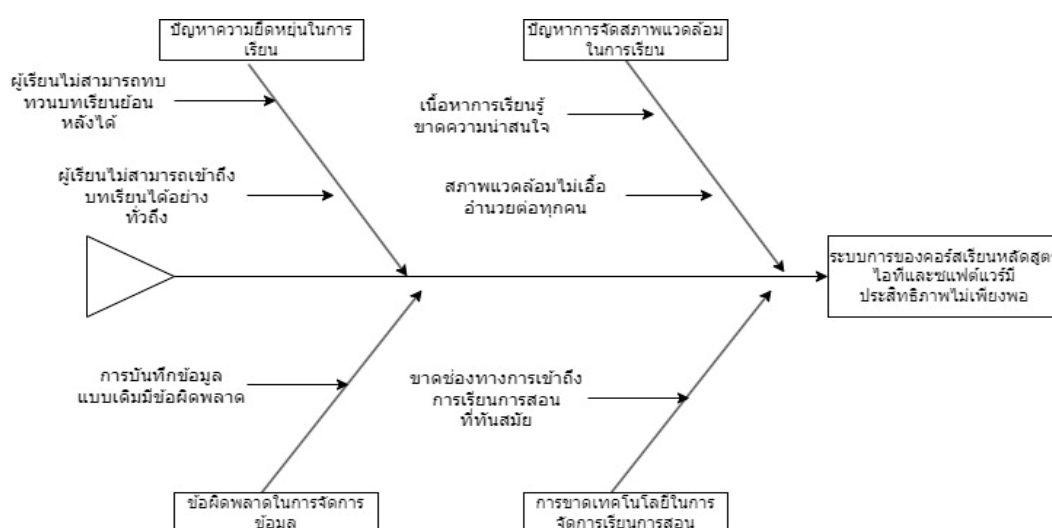 ปัญหาความยืดหยุ่นในการ
เรียน
ปัญหาการจัดสภาพแวดล้อม
ในการเรียน
ผู้เรียนไม่สามารถทบ
ทวนบทเรียนย้อน
หลังได้
เนื้อหาการเรียนรู้
ขาดความน่าสนใจ
ผู้เรียนไม่สามารถเข้าถึง
บทเรียนได้อย่าง
ทั่วถึง
สภาพแวดล้อมไม่เอื้อ
อำนวยต่อทุกคน
ระบบการของคอร์สเรียนหลัดสูตร
ไอทีและซแฟต์แวร์มี
ประสิทธิภาพไม่เพียงพอ
การบันทึกข้อมูล
แบบเดิมมีข้อผิดพลาด
ขาดช่องทางการเข้าถึง
การเรียนการสอน
ที่ทันสมัย
ข้อผิดพลาดในการจัดการ
ข้อมูล
การขาดเทคโนโลยีในการ
จัดการเรียนการสอน